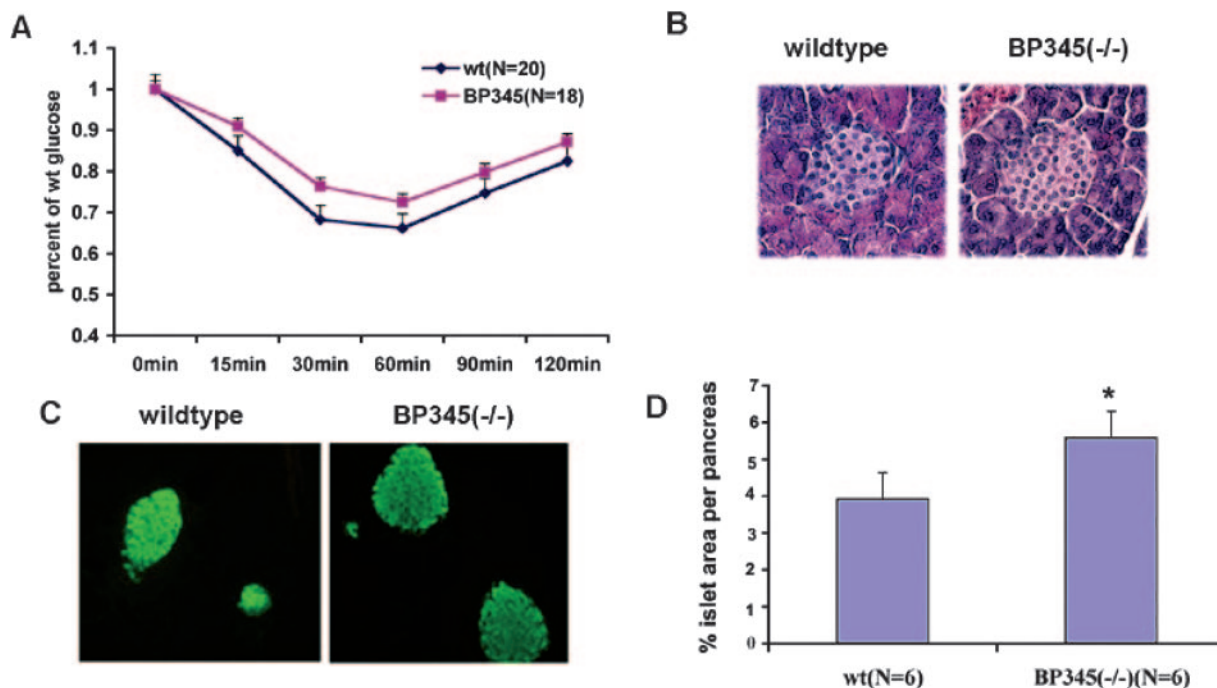 A
percent of wt glucose
1.1
1
0.9
0.8
0.7
0.6
0.5
0.4
0min 15min 30min 60min 90min 120min
wt(N=20)
BP345(N=18)
B
wildtype BP345(-/-)
C
wildtype BP345(-/-)
D
% islet area per pancreas
7
6
5
4
3
2
1
0
*
wt(N=6) BP345(-/-)(N=6)